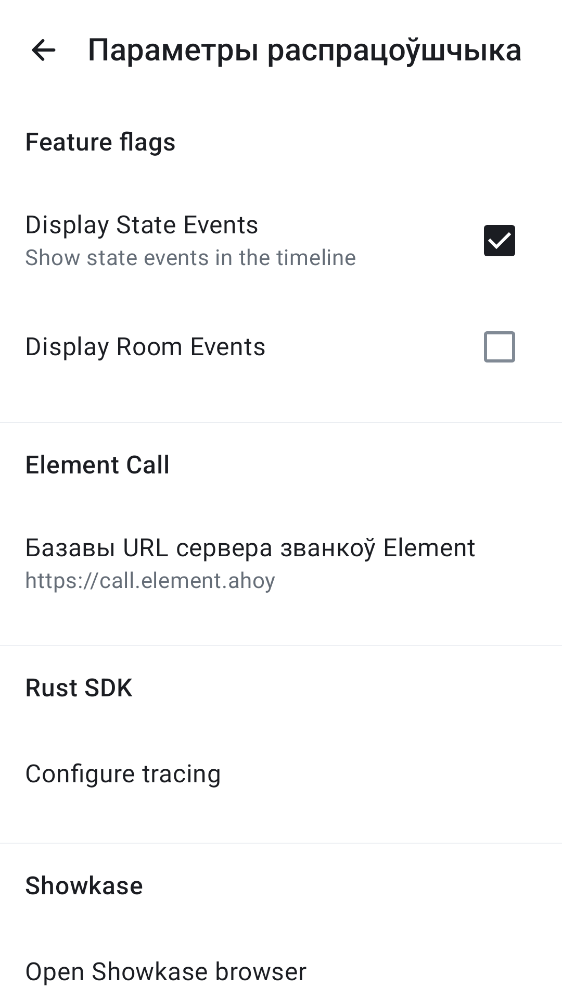 Параметры распрацоўшчыка
Feature flags
Display State Events
Show state events in the timeline
Display Room Events
Element Call
Базавы URL сервера званкоў Element
https://call.element.ahoy
Rust SDK
Configure tracing
Showkase
Open Showkase browser